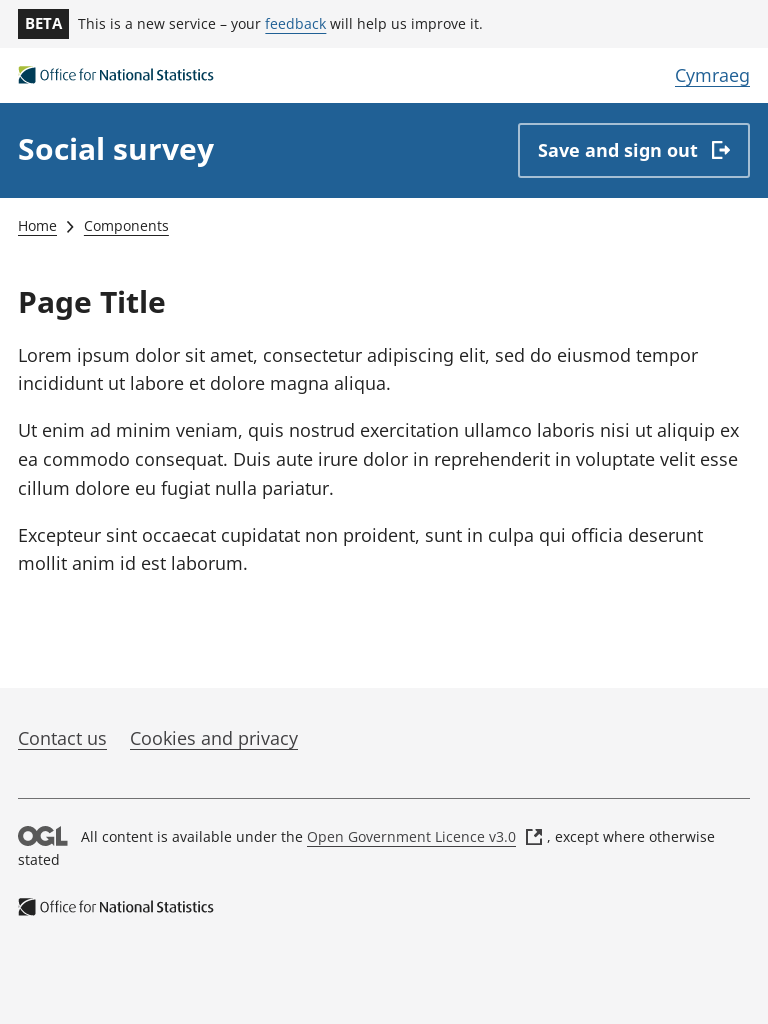 BETA This is a new service – your feedback will help us improve it.
Office for National Statistics
Cymraeg
Social survey
Save and sign out
Home
Components
Page Title
Lorem ipsum dolor sit amet, consectetur adipiscing elit, sed do eiusmod tempor
incididunt ut labore et dolore magna aliqua.
Ut enim ad minim veniam, quis nostrud exercitation ullamco laboris nisi ut aliquip ex
ea commodo consequat. Duis aute irure dolor in reprehenderit in voluptate velit esse
cillum dolore eu fugiat nulla pariatur.
Excepteur sint occaecat cupidatat non proident, sunt in culpa qui officia deserunt
mollit anim id est laborum.
Contact us
Cookies and privacy
OGL All content is available under the Open Government Licence v3.0 , except where otherwise
stated
Office for National Statistics